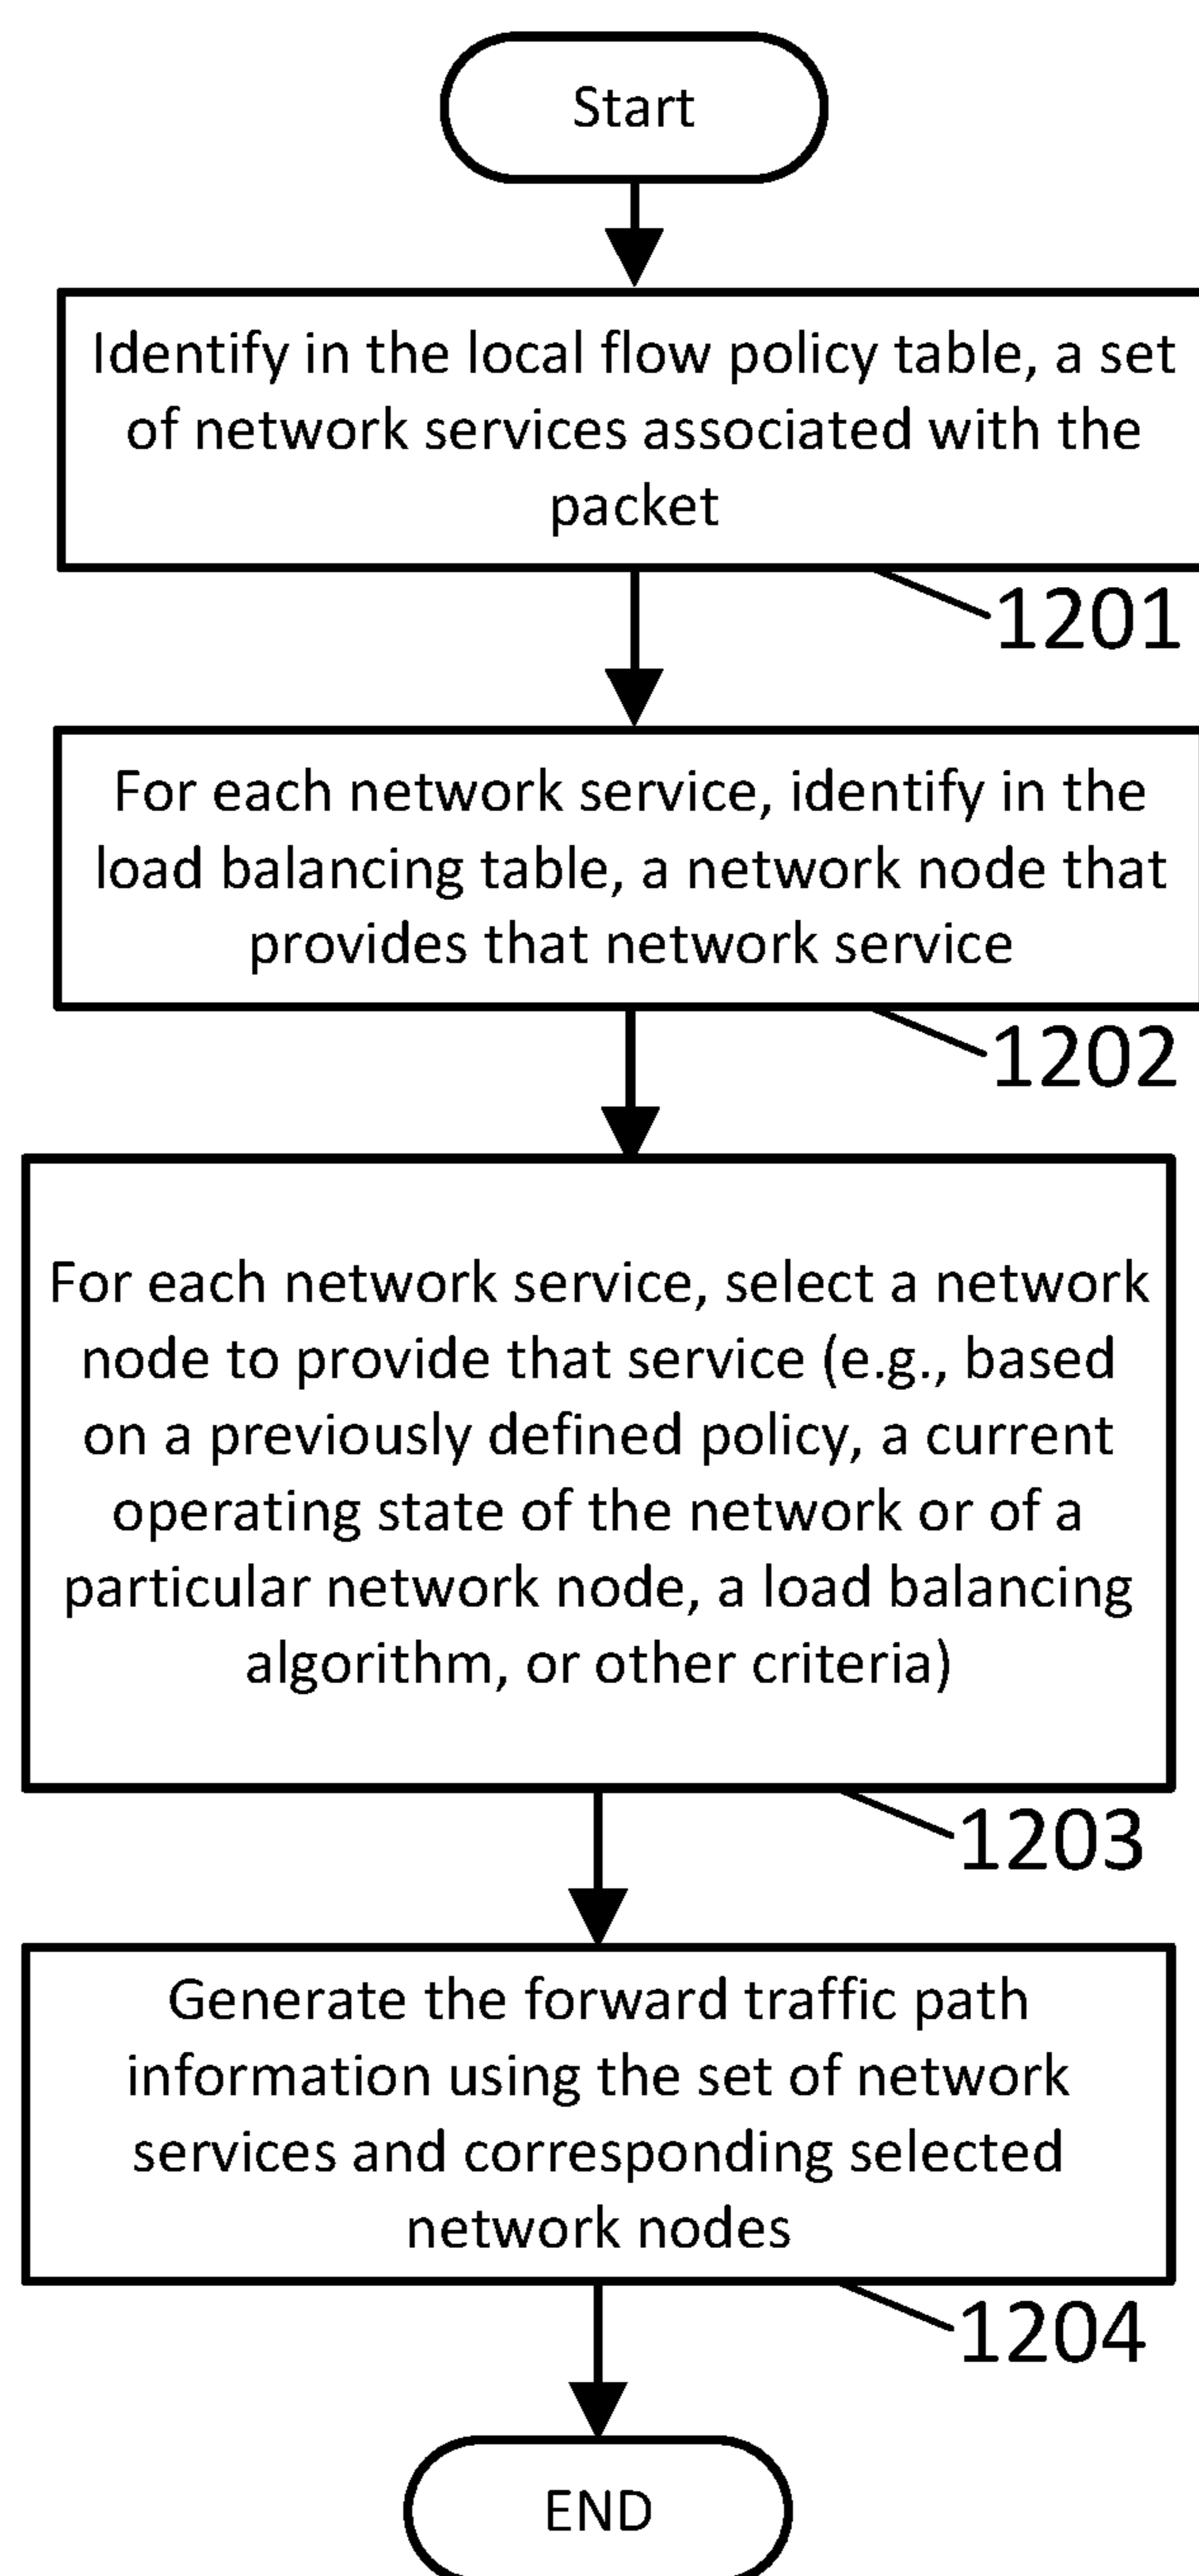 Start
Identify in the local flow policy table, a set
of network services associated with the
packet
1201
For each network service, identify in the
load balancing table, a network node that
provides that network service
1202
For each network service, select a network
node to provide that service (e.g., based
on a previously defined policy, a current
operating state of the network or of a
particular network node, a load balancing
algorithm, or other criteria)
1203
Generate the forward traffic path
information using the set of network
services and corresponding selected
network nodes
1204
END